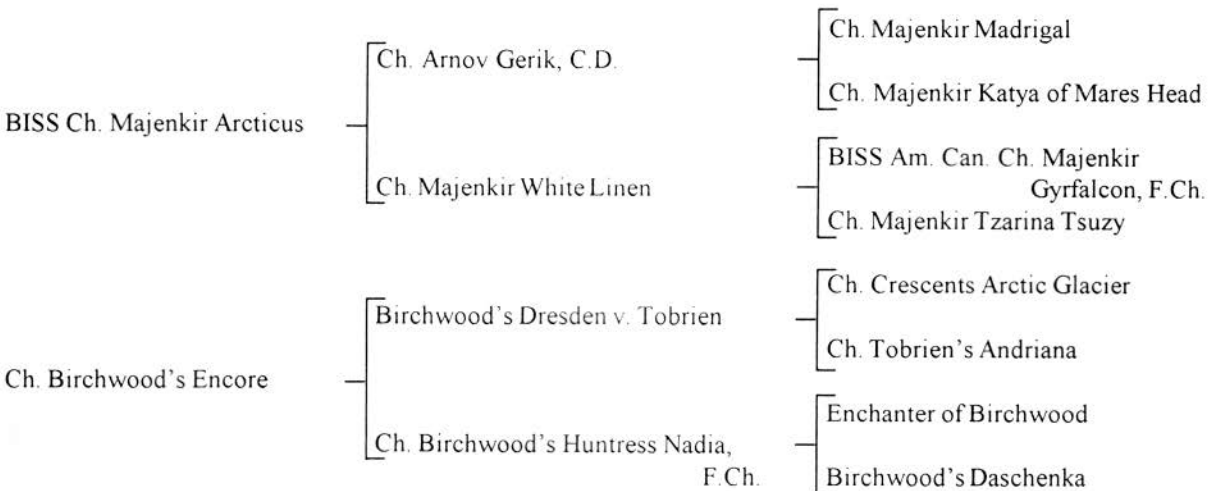 Ch. Majenkir Madrigal
Ch. Arnov Gerik, C.D.
Ch. Majenkir Katya of Mares Head
BISS Ch. Majenkir Arcticus
BISS Am. Can. Ch. Majenkir
Gyrfalcon, F.Ch.
Ch. Majenkir White Linen
Ch. Majenkir Tzarina Tsuzy
Ch. Crescents Arctic Glacier
Birchwood's Dresden v. Tobrien
Ch. Tobrien's Andriana
Ch. Birchwood's Encore
Enchanter of Birchwood
Ch. Birchwood's Huntress Nadia,
F.Ch.
Birchwood's Daschenka